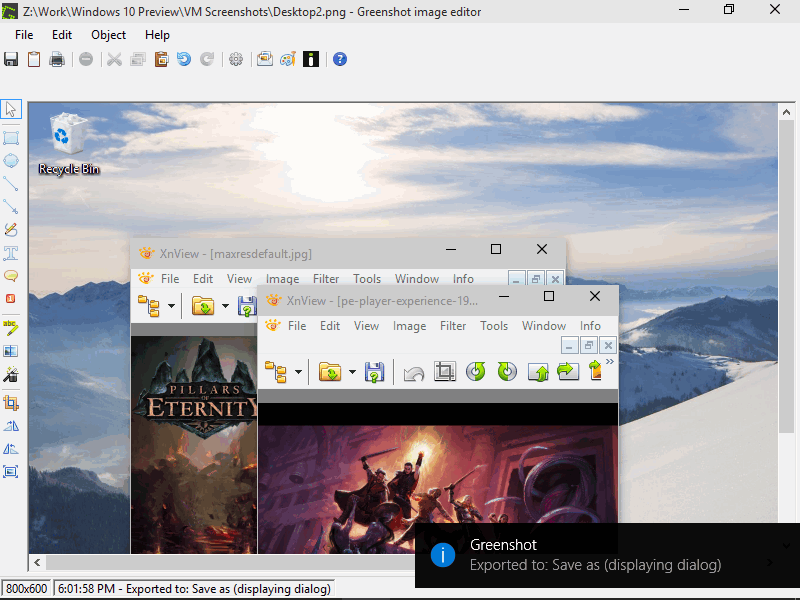 Z:\Work\Windows 10 Preview\VM Screenshots\Desktop2.png - Greenshot image editor
File Edit Object Help
Recycle Bin
XnView - [maxresdefault.jpg]
File Edit View Image Filter Tools Window Info
XnView - [pe-player-experience-19...
File Edit View Image Filter Tools Window Info
PILLARS
OF
ETERNITY
Greenshot
Exported to: Save as (displaying dialog)
800x600 6:01:58 PM - Exported to: Save as (displaying dialog)